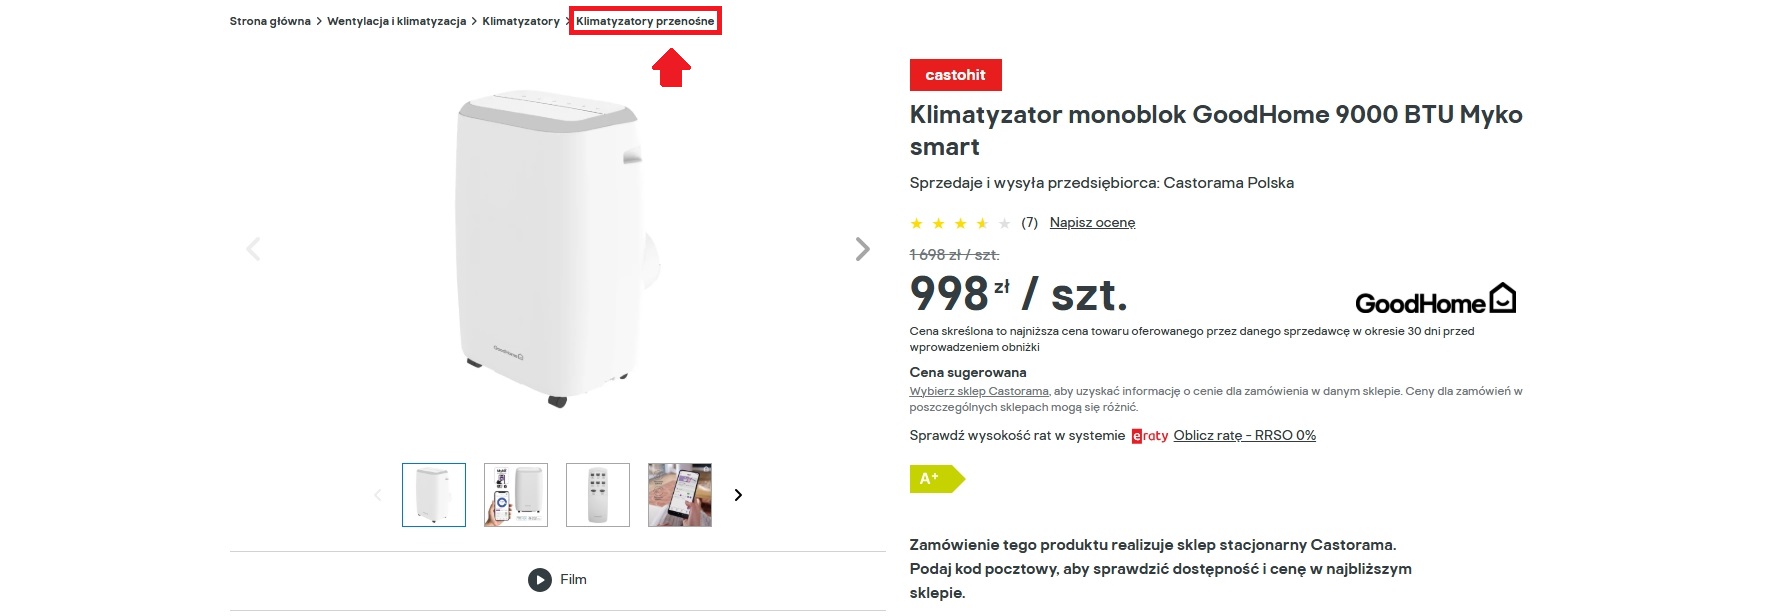 Strona główna > Wentylacja i klimatyzacja > Klimatyzatory > Klimatyzatory przenośne
castohit
Klimatyzator monoblok GoodHome 9000 BTU Myko
smart
Sprzedaje i wysyła przedsiębiorca: Castorama Polska
(7) Napisz ocenę
1 698 zł / szt.
998 zł / szt.
GoodHome
Cena skreślona to najniższa cena towaru oferowanego przez danego sprzedawcę w okresie 30 dni przed
wprowadzeniem obniżki
Cena sugerowana
Wybierz sklep Castorama, aby uzyskać informację o cenie dla zamówienia w danym sklepie. Ceny dla zamówień w
poszczególnych sklepach mogą się różnić.
Sprawdź wysokość rat w systemie eraty Oblicz ratę - RRSO 0%
A+
Zamówienie tego produktu realizuje sklep stacjonarny Castorama.
Podaj kod pocztowy, aby sprawdzić dostępność i cenę w najbliższym
sklepie.
GoodHome
Film